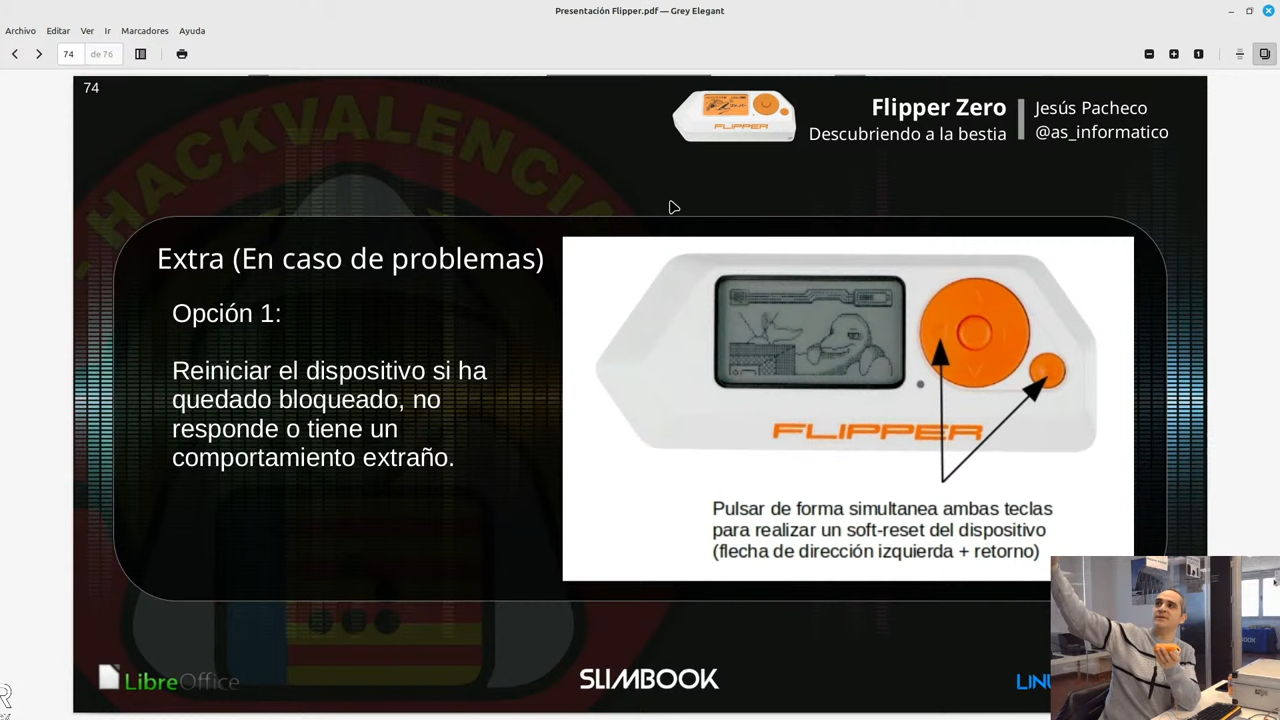 Presentación Flipper.pdf — Grey Elegant
Archivo Editar Ver Ir Marcadores Ayuda
74 de 76
74
Flipper Zero
Descubriendo a la bestia
Jesús Pacheco
@as_informatico
FLIPPER
HACKVALENCIA
Extra (En caso de problemas)
Opción 1:
Reiniciar el dispositivo si ha
quedado bloqueado, no
responde o tiene un
comportamiento extraño.
FLIPPER
Pulsar de forma simultanea ambas teclas
para realizar un soft-reset del dispositivo
(flecha de dirección izquierda + retorno)
LibreOffice
SLIMBOOK
LINU